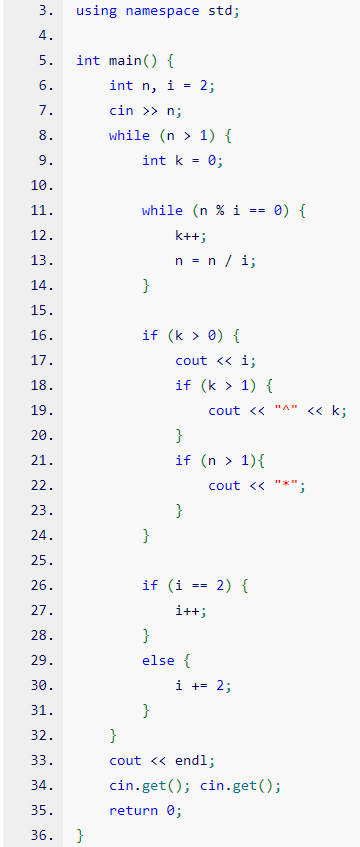 3. using namespace std;
4.
5. int main() {
6.     int n, i = 2;
7.     cin >> n;
8.     while (n > 1) {
9.         int k = 0;
10.
11.         while (n % i == 0) {
12.             k++;
13.             n = n / i;
14.         }
15.
16.         if (k > 0) {
17.             cout << i;
18.             if (k > 1) {
19.                 cout << "^" << k;
20.             }
21.             if (n > 1){
22.                 cout << "*";
23.             }
24.         }
25.
26.         if (i == 2) {
27.             i++;
28.         }
29.         else {
30.             i += 2;
31.         }
32.     }
33.     cout << endl;
34.     cin.get(); cin.get();
35.     return 0;
36. }